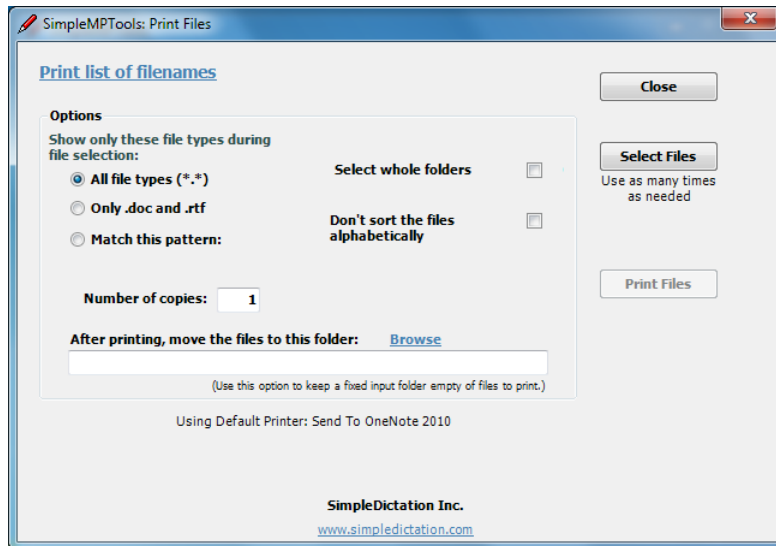 SimpleMPTools: Print Files
Print list of filenames
Close
Options
Show only these file types during
file selection:
All file types (*.*)
Only .doc and .rtf
Match this pattern:
Select whole folders
Don't sort the files
alphabetically
Select Files
Use as many times
as needed
Number of copies: 1
Print Files
After printing, move the files to this folder: Browse
(Use this option to keep a fixed input folder empty of files to print.)
Using Default Printer: Send To OneNote 2010
SimpleDictation Inc.
www.simpledictation.com